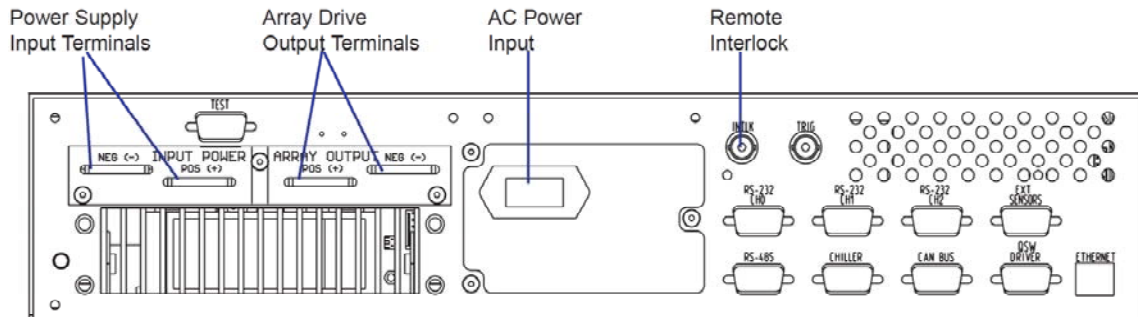 Power Supply
Input Terminals
Array Drive
Output Terminals
AC Power
Input
Remote
Interlock
TEST
NEG (-)
INPUT POWER
POS (+)
ARRAY OUTPUT
POS (+)
NEG (-)
INTLK
TRIG
RS-232
CH0
RS-232
CH1
RS-232
CH2
EXT
SENSORS
RS-485
CHILLER
CAN BUS
QSW
DRIVER
ETHERNET